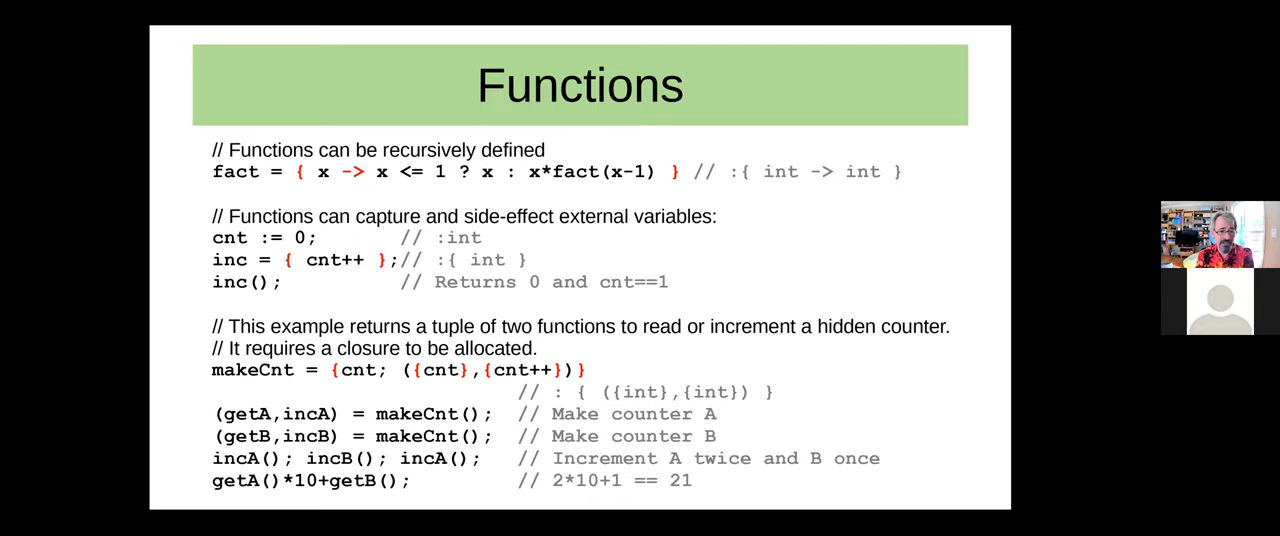 Functions
// Functions can be recursively defined
fact = { x -> x <= 1 ? x : x*fact(x-1) } // :{ int -> int }
// Functions can capture and side-effect external variables:
cnt := 0; // :int
inc = { cnt++ };// :{ int }
inc(); // Returns 0 and cnt==1
// This example returns a tuple of two functions to read or increment a hidden counter.
// It requires a closure to be allocated.
makeCnt = {cnt; ({cnt},{cnt++})}
// : { ({int},{int}) }
(getA,incA) = makeCnt(); // Make counter A
(getB,incB) = makeCnt(); // Make counter B
incA(); incB(); incA(); // Increment A twice and B once
getA()*10+getB(); // 2*10+1 == 21